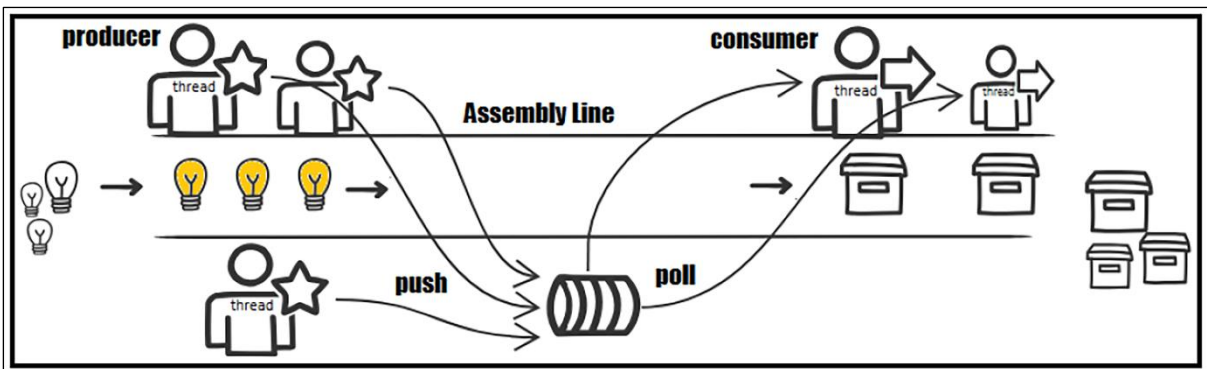 producer
consumer
thread
thread
thread
Assembly Line
thread
push
poll